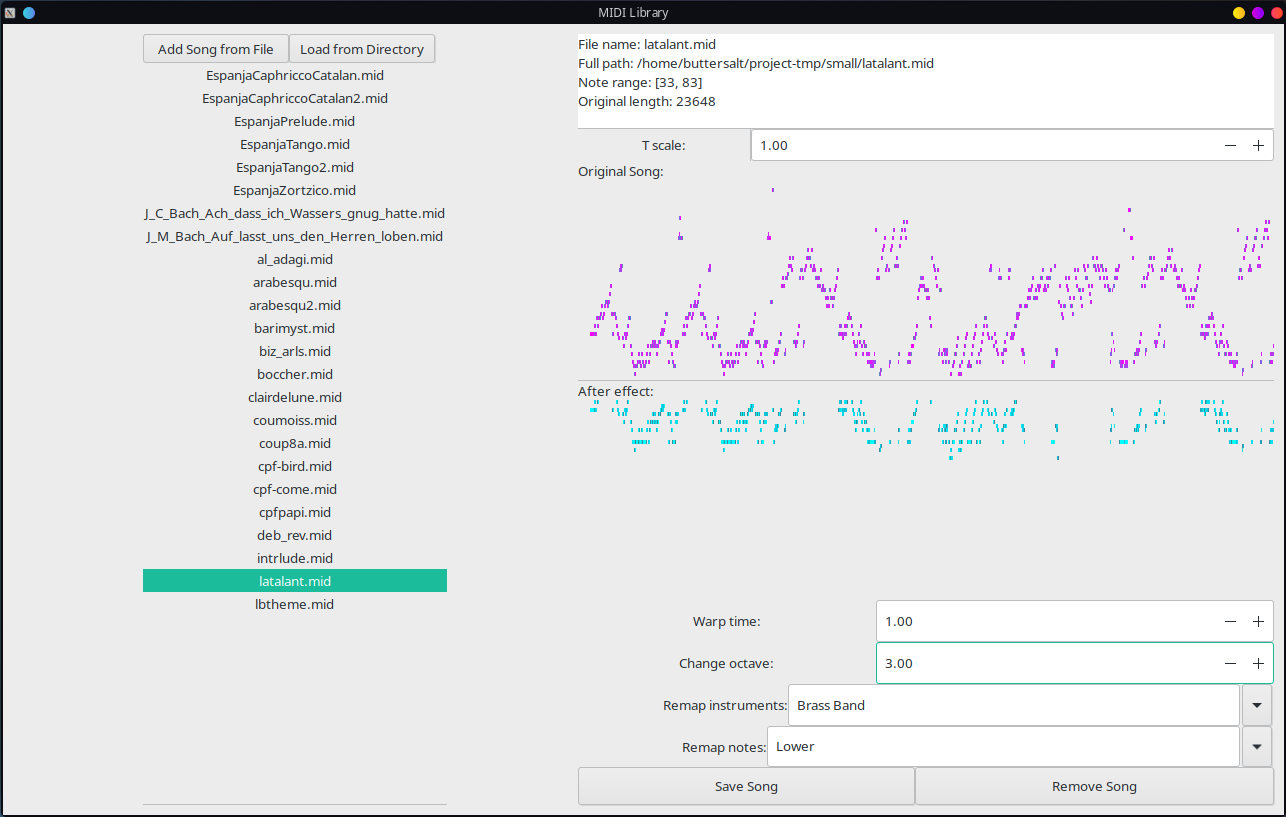 MIDI Library
Add Song from File
Load from Directory
EspanjaCaphriccoCatalan.mid
EspanjaCaphriccoCatalan2.mid
EspanjaPrelude.mid
EspanjaTango.mid
EspanjaTango2.mid
EspanjaZortzico.mid
J_C_Bach_Ach_dass_ich_Wassers_gnug_hatte.mid
J_M_Bach_Auf_lasst_uns_den_Herren_loben.mid
al_adagi.mid
arabesqu.mid
arabesqu2.mid
barimyst.mid
biz_arls.mid
boccher.mid
clairdelune.mid
coumoiss.mid
coup8a.mid
cpf-bird.mid
cpf-come.mid
cpfpapi.mid
deb_rev.mid
intrlude.mid
latalant.mid
lbtheme.mid
File name: latalant.mid
Full path: /home/buttersalt/project-tmp/small/latalant.mid
Note range: [33, 83]
Original length: 23648
T scale: 1.00
Original Song:
After effect:
Warp time: 1.00
Change octave: 3.00
Remap instruments: Brass Band
Remap notes: Lower
Save Song
Remove Song